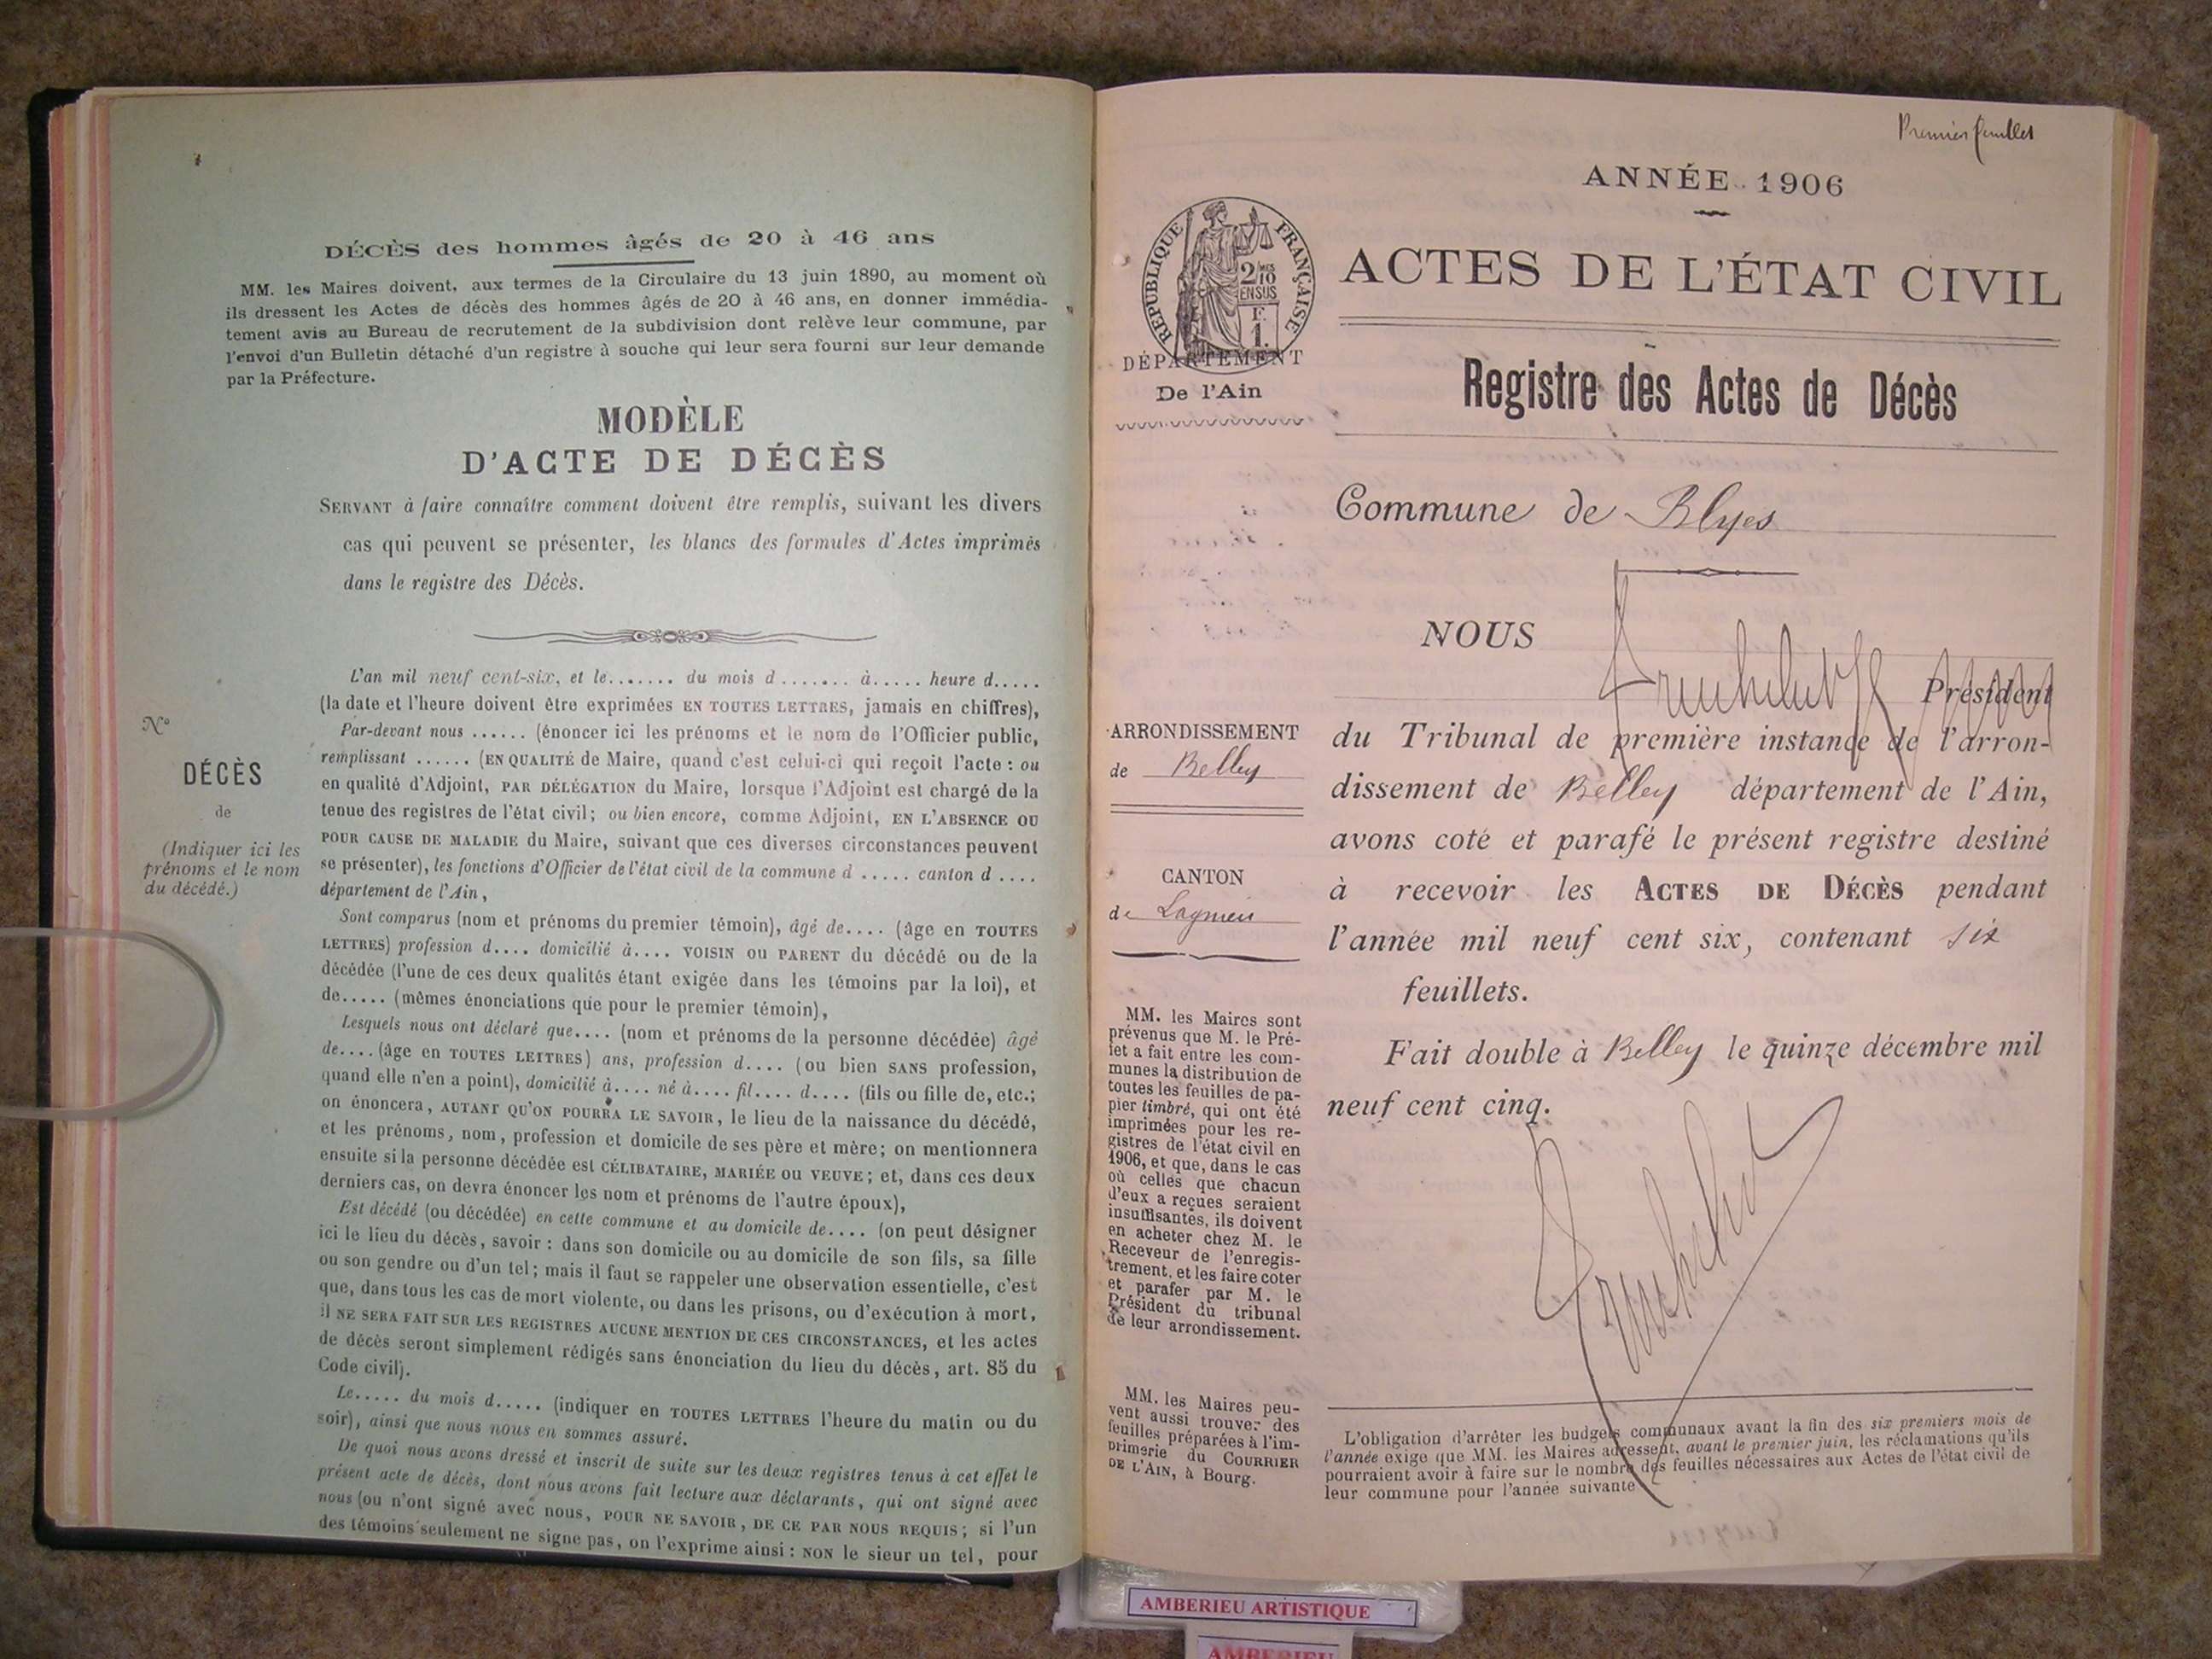 DÉCÈS des hommes âgés de 20 à 46 ans
MM. les Maires doivent, aux termes de la Circulaire du 13 juin 1890, au moment où
ils dressent les Actes de décès des hommes âgés de 20 à 46 ans, en donner immédia-
tement avis au Bureau de recrutement de la subdivision dont relève leur commune, par
l'envoi d'un Bulletin détaché d'un registre à souche qui leur sera fourni sur leur demande
par la Préfecture.
MODÈLE
D'ACTE DE DÉCÈS
SERVANT à faire connaître comment doivent être remplis, suivant les divers
cas qui peuvent se présenter, les blancs des formules d'Actes imprimés
dans le registre des Décès.
N°
DÉCÈS
de
(Indiquer ici les
prénoms et le nom
du décédé.)
L'an mil neuf cent-six, et le....... du mois d ....... à..... heure d.....
(la date et l'heure doivent être exprimées EN TOUTES LETTRES, jamais en chiffres),
Par-devant nous ...... (énoncer ici les prénoms et le nom de l'Officier public,
remplissant ...... (EN QUALITÉ de Maire, quand c'est celui-ci qui reçoit l'acte : ou
en qualité d'Adjoint, PAR DÉLÉGATION du Maire, lorsque l'Adjoint est chargé de la
tenue des registres de l'état civil; ou bien encore, comme Adjoint, EN L'ABSENCE OU
POUR CAUSE DE MALADIE du Maire, suivant que ces diverses circonstances peuvent
se présenter), les fonctions d'Officier de l'état civil de la commune d ..... canton d ....
département de l'Ain,
Sont comparus (nom et prénoms du premier témoin), âgé de.... (âge en TOUTES
LETTRES) profession d.... domicilié à.... VOISIN OU PARENT du décédé ou de la
décédée (l'une de ces deux qualités étant exigée dans les témoins par la loi), et
de..... (mêmes énonciations que pour le premier témoin),
Lesquels nous ont déclaré que.... (nom et prénoms de la personne décédée) âgé
de.... (âge en TOUTES LETTRES) ans, profession d.... (ou bien SANS profession,
quand elle n'en a point), domicilié à.... né à.... fil.... d.... (fils ou fille de, etc.;
on énoncera, AUTANT QU'ON POURRA LE SAVOIR, le lieu de la naissance du décédé,
et les prénoms, nom, profession et domicile de ses père et mère; on mentionnera
ensuite si la personne décédée est CÉLIBATAIRE, MARIÉE OU VEUVE; et, dans ces deux
derniers cas, on devra énoncer les nom et prénoms de l'autre époux),
Est décédé (ou décédée) en cette commune et au domicile de.... (on peut désigner
ici le lieu du décès, savoir : dans son domicile ou au domicile de son fils, sa fille
ou son gendre ou d'un tel; mais il faut se rappeler une observation essentielle, c'est
que, dans tous les cas de mort violente, ou dans les prisons, ou d'exécution à mort,
il NE SERA FAIT SUR LES REGISTRES AUCUNE MENTION DE CES CIRCONSTANCES, et les actes
de décès seront simplement rédigés sans énonciation du lieu du décès, art. 85 du
Code civil).
Le..... du mois d..... (indiquer en TOUTES LETTRES l'heure du matin ou du
soir), ainsi que nous nous en sommes assuré.
De quoi nous avons dressé et inscrit de suite sur les deux registres tenus à cet effet le
présent acte de décès, dont nous avons fait lecture aux déclarants, qui ont signé avec
nous (ou n'ont signé avec nous, POUR NE SAVOIR, DE CE PAR NOUS REQUIS; si l'un
des témoins seulement ne signe pas, on l'exprime ainsi : NON le sieur un tel, pour
Premier feuillet
ANNÉE 1906
RÉPUBLIQUE FRANÇAISE
2/10
EN SUS
F.
1.
DÉPARTEMENT
De l'Ain
ACTES DE L'ÉTAT CIVIL
Registre des Actes de Décès
Commune de Blyes
NOUS
Président
du Tribunal de première instance de l'arron-
dissement de Belley département de l'Ain,
avons coté et parafé le présent registre destiné
à recevoir les ACTES DE DÉCÈS pendant
l'année mil neuf cent six, contenant six
feuillets.
Fait double à Belley le quinze décembre mil
neuf cent cinq.
ARRONDISSEMENT
de Belley
CANTON
de Lagnieu
MM. les Maires sont
prévenus que M. le Pré-
fet a fait entre les com-
munes la distribution de
toutes les feuilles de pa-
pier timbré, qui ont été
imprimées pour les re-
gistres de l'état civil en
1906, et que, dans le cas
où celles que chacun
d'eux a reçues seraient
insuffisantes, ils doivent
en acheter chez M. le
Receveur de l'enregis-
trement, et les faire coter
et parafer par M. le
Président du tribunal
de leur arrondissement.
MM. les Maires peu-
vent aussi trouver des
feuilles préparées à l'im-
primerie du COURRIER
DE L'AIN, à Bourg.
L'obligation d'arrêter les budgets communaux avant la fin des six premiers mois de
l'année exige que MM. les Maires adressent, avant le premier juin, les réclamations qu'ils
pourraient avoir à faire sur le nombre des feuilles nécessaires aux Actes de l'état civil de
leur commune pour l'année suivante
AMBERIEU ARTISTIQUE
AMBERIEU